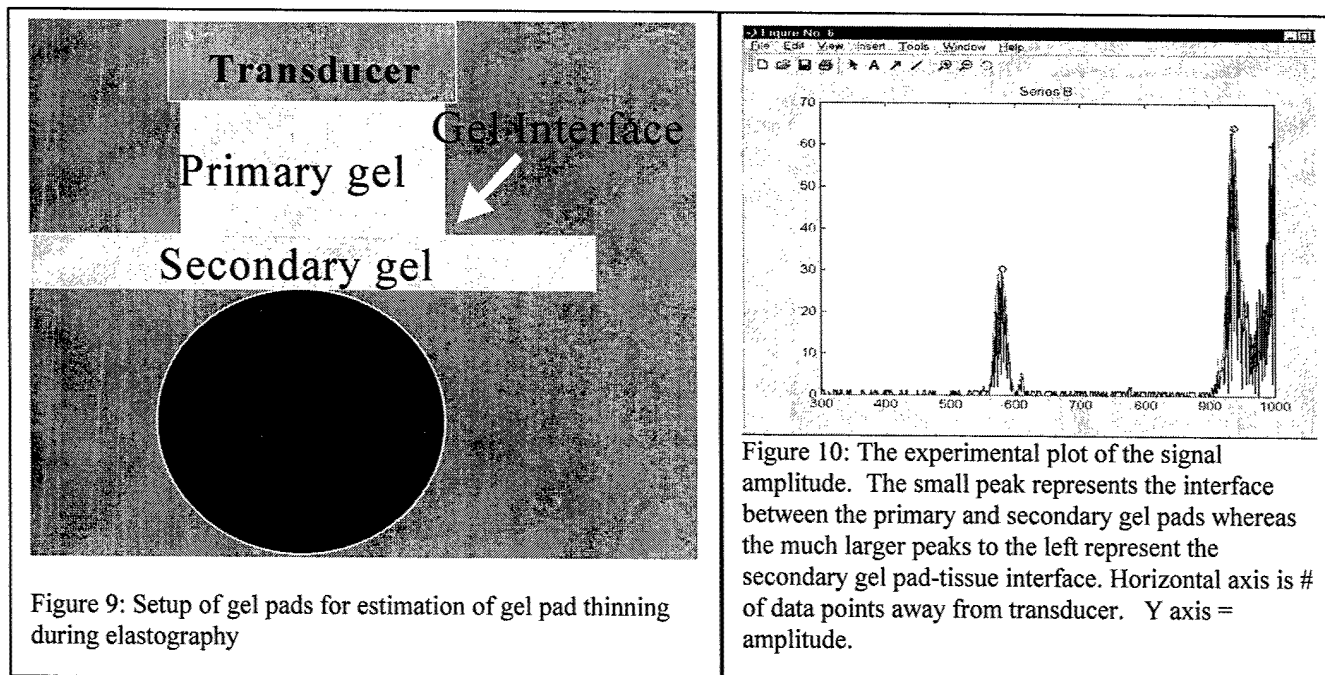 Transducer
Gel Interface
Primary gel
Secondary gel
Figure 9: Setup of gel pads for estimation of gel pad thinning
during elastography
Figure No. 6
File Edit View Insert Tools Window Help
Series B
70
60
50
40
30
20
10
0
300 400 500 600 700 800 900 1000
Figure 10: The experimental plot of the signal
amplitude. The small peak represents the interface
between the primary and secondary gel pads whereas
the much larger peaks to the left represent the
secondary gel pad-tissue interface. Horizontal axis is #
of data points away from transducer. Y axis =
amplitude.